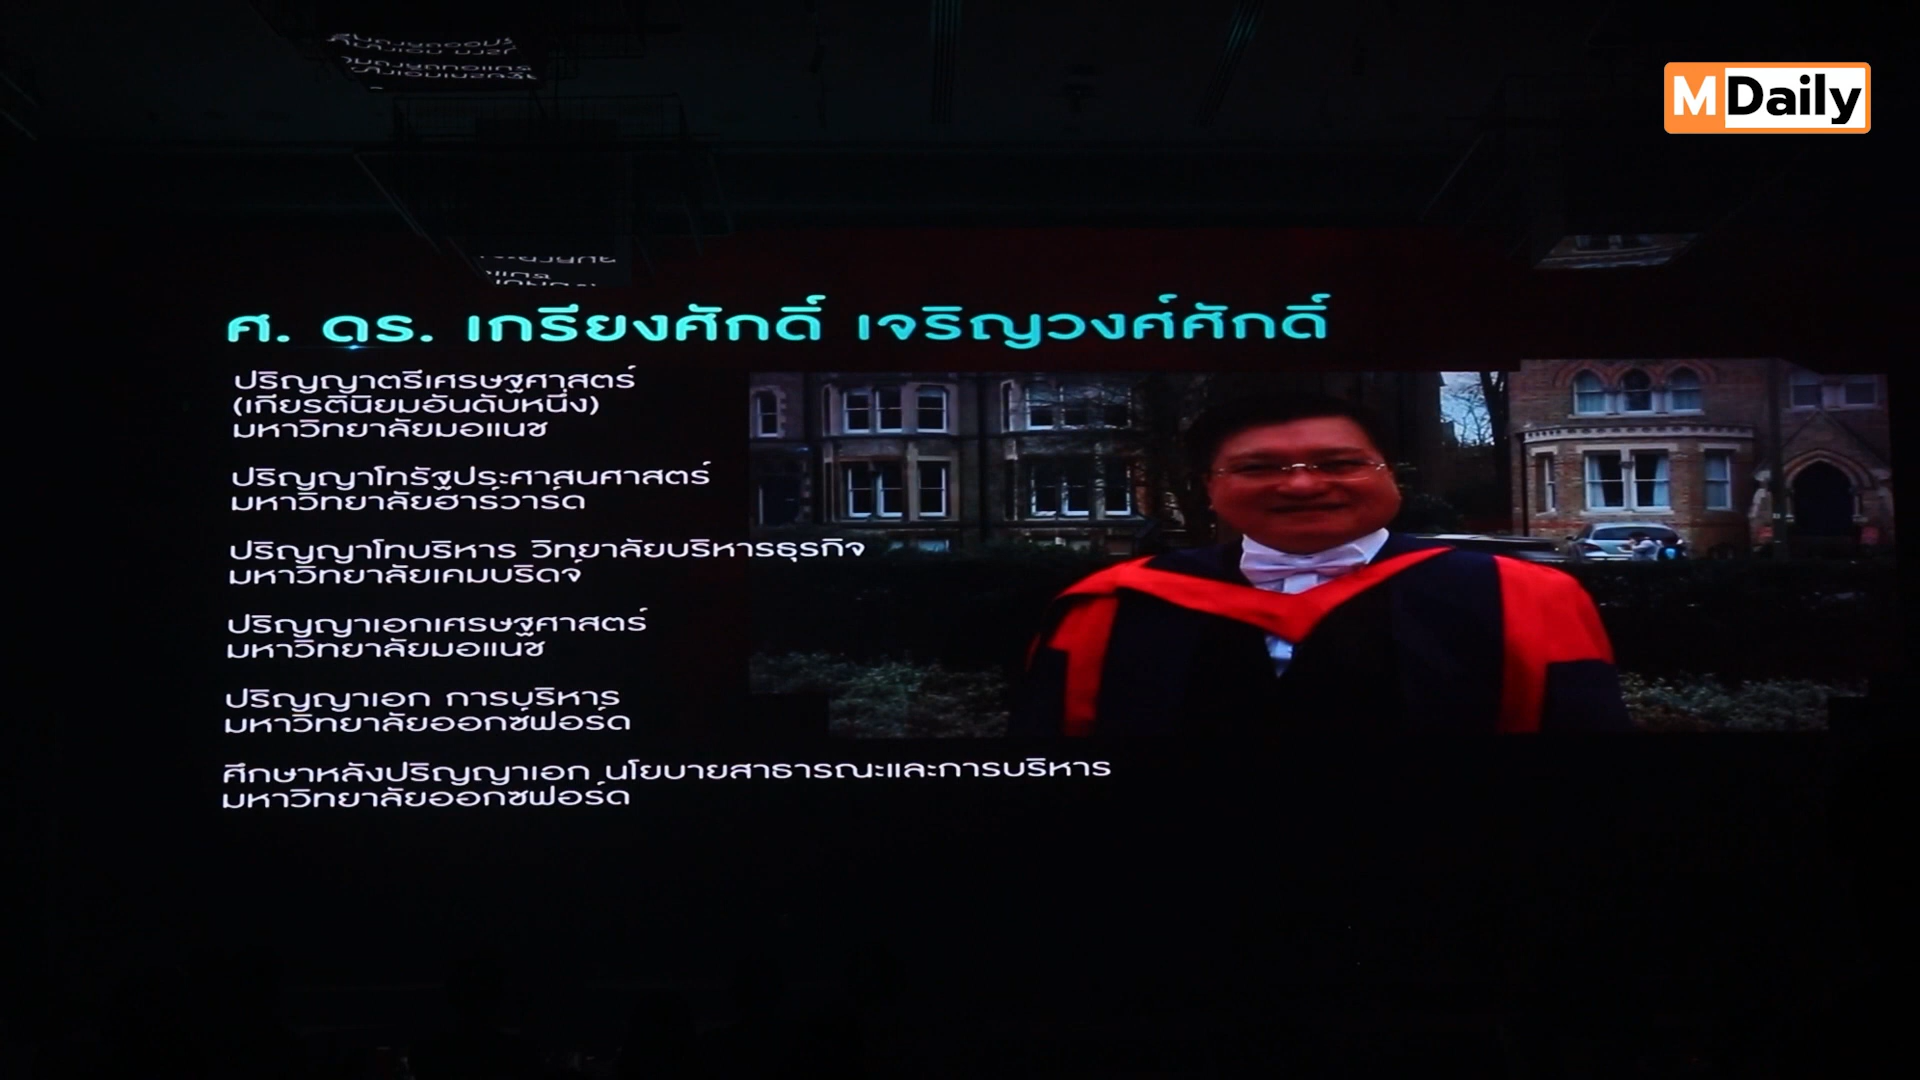 MDaily
ศ. ดร. เกรียงศักดิ์ เจริญวงศ์ศักดิ์
ปริญญาตรีเศรษฐศาสตร์
(เกียรตินิยมอันดับหนึ่ง)
มหาวิทยาลัยมอแนช
ปริญญาโทรัฐประศาสนศาสตร์
มหาวิทยาลัยฮาร์วาร์ด
ปริญญาโทบริหาร วิทยาลัยบริหารธุรกิจ
มหาวิทยาลัยเคมบริดจ์
ปริญญาเอกเศรษฐศาสตร์
มหาวิทยาลัยมอแนช
ปริญญาเอก การบริหาร
มหาวิทยาลัยออกซ์ฟอร์ด
ศึกษาหลังปริญญาเอก นโยบายสาธารณะและการบริหาร
มหาวิทยาลัยออกซฟอร์ด